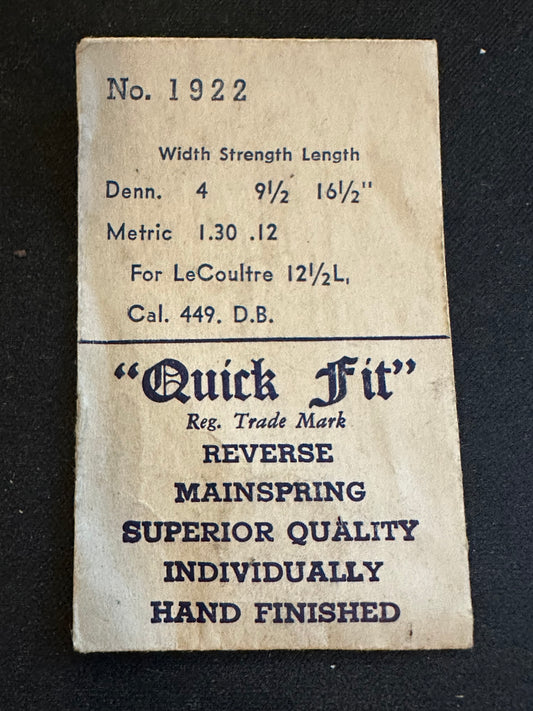 No. 1922
Width Strength Length
Denn. 4 9½ 16½"
Metric 1.30 .12
For LeCoultre 12½L,
Cal. 449. D.B.
"Quick Fit"
Reg. Trade Mark
REVERSE
MAINSPRING
SUPERIOR QUALITY
INDIVIDUALLY
HAND FINISHED